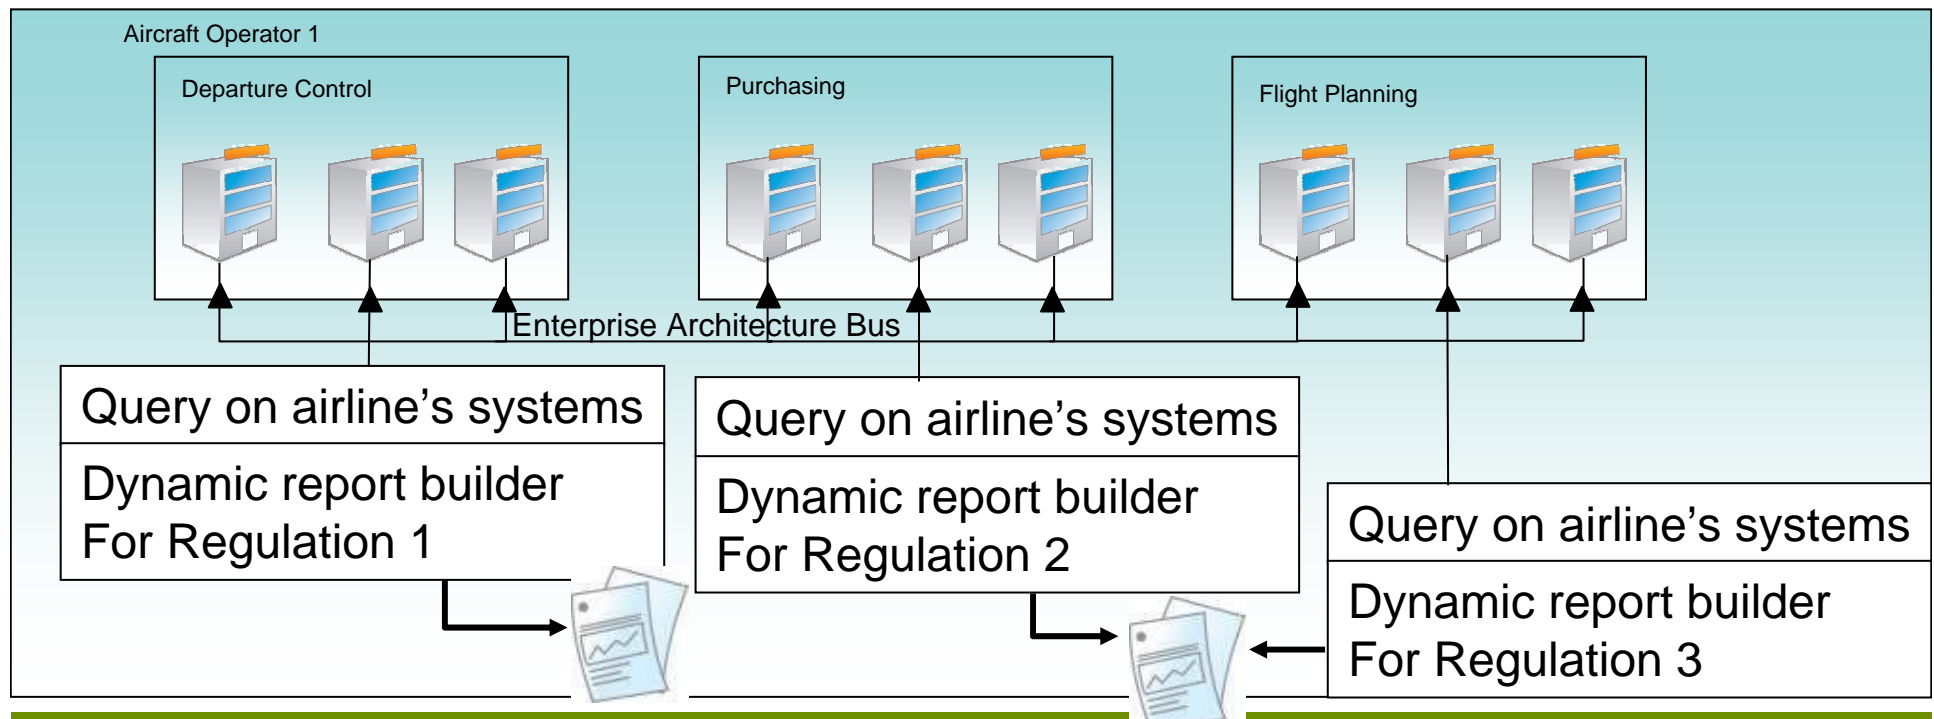 Aircraft Operator 1
Departure Control
Purchasing
Flight Planning
Enterprise Architecture Bus
Query on airline’s systems
Dynamic report builder
For Regulation 1
Query on airline’s systems
Dynamic report builder
For Regulation 2
Query on airline’s systems
Dynamic report builder
For Regulation 3